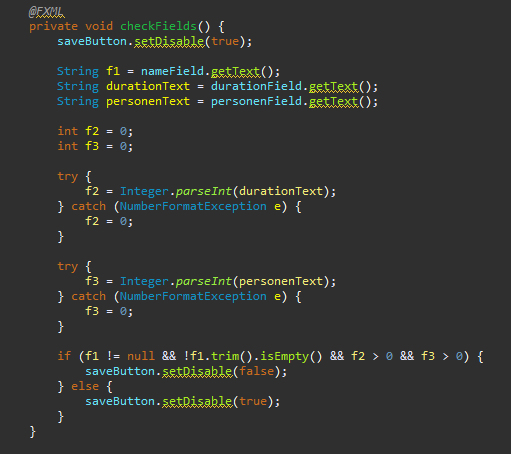 @FXML
private void checkFields() {
    saveButton.setDisable(true);

    String f1 = nameField.getText();
    String durationText = durationField.getText();
    String personenText = personenField.getText();

    int f2 = 0;
    int f3 = 0;

    try {
        f2 = Integer.parseInt(durationText);
    } catch (NumberFormatException e) {
        f2 = 0;
    }

    try {
        f3 = Integer.parseInt(personenText);
    } catch (NumberFormatException e) {
        f3 = 0;
    }

    if (f1 != null && !f1.trim().isEmpty() && f2 > 0 && f3 > 0) {
        saveButton.setDisable(false);
    } else {
        saveButton.setDisable(true);
    }
}